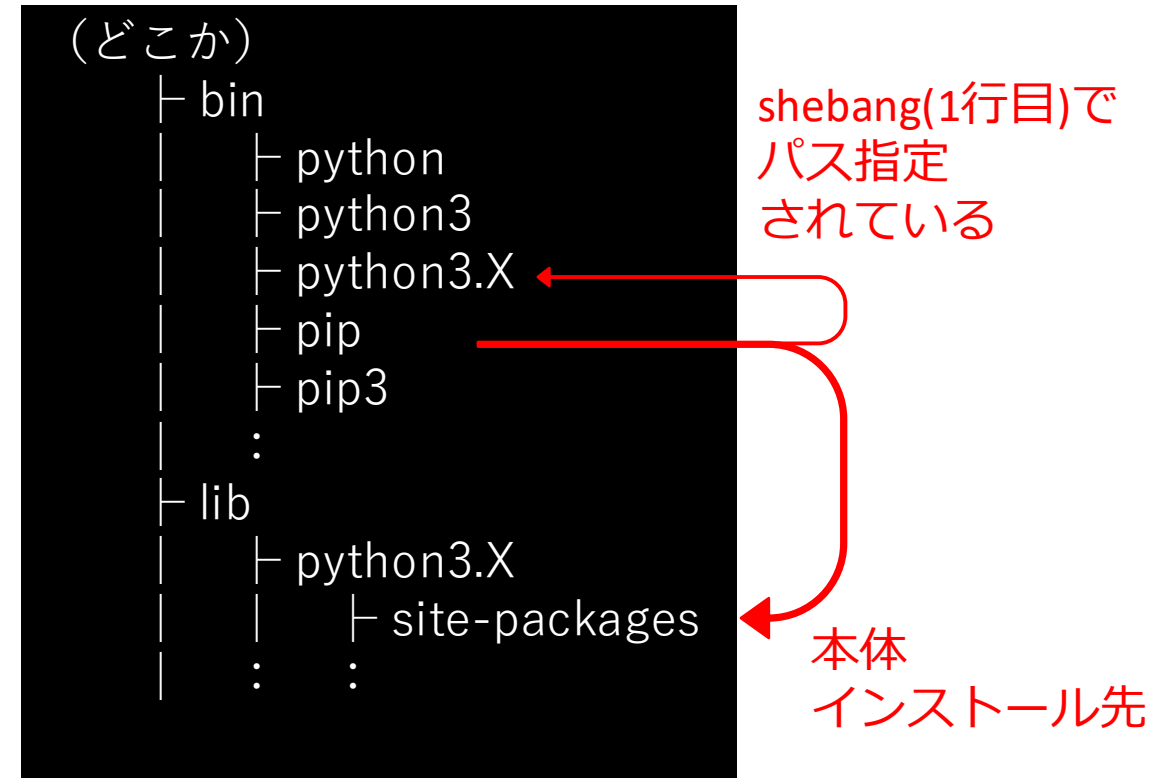 （どこか）
├ bin
│ ├ python
│ ├ python3
│ ├ python3.X
│ ├ pip
│ ├ pip3
│ :
├ lib
│ ├ python3.X
│ │ ├ site-packages
│ : :
shebang(1行目)で
パス指定
されている
本体
インストール先